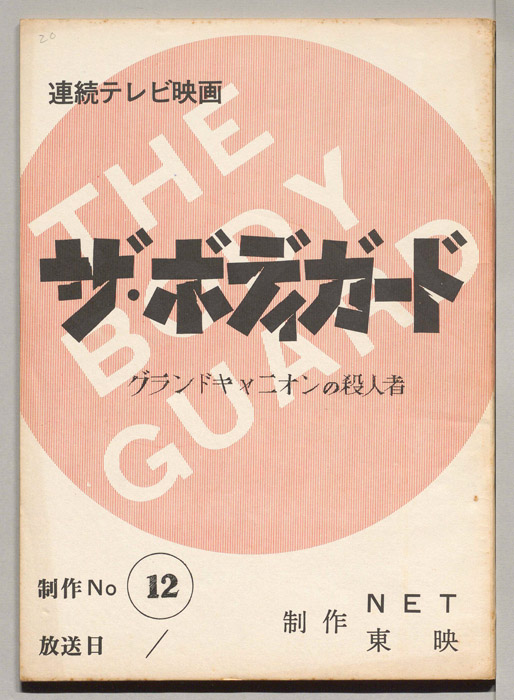 20
連続テレビ映画
THE
BODY
GUARD
ザ・ボディガード
グランドキャニオンの殺人者
制作No 12
放送日 /
制作 NET
東映